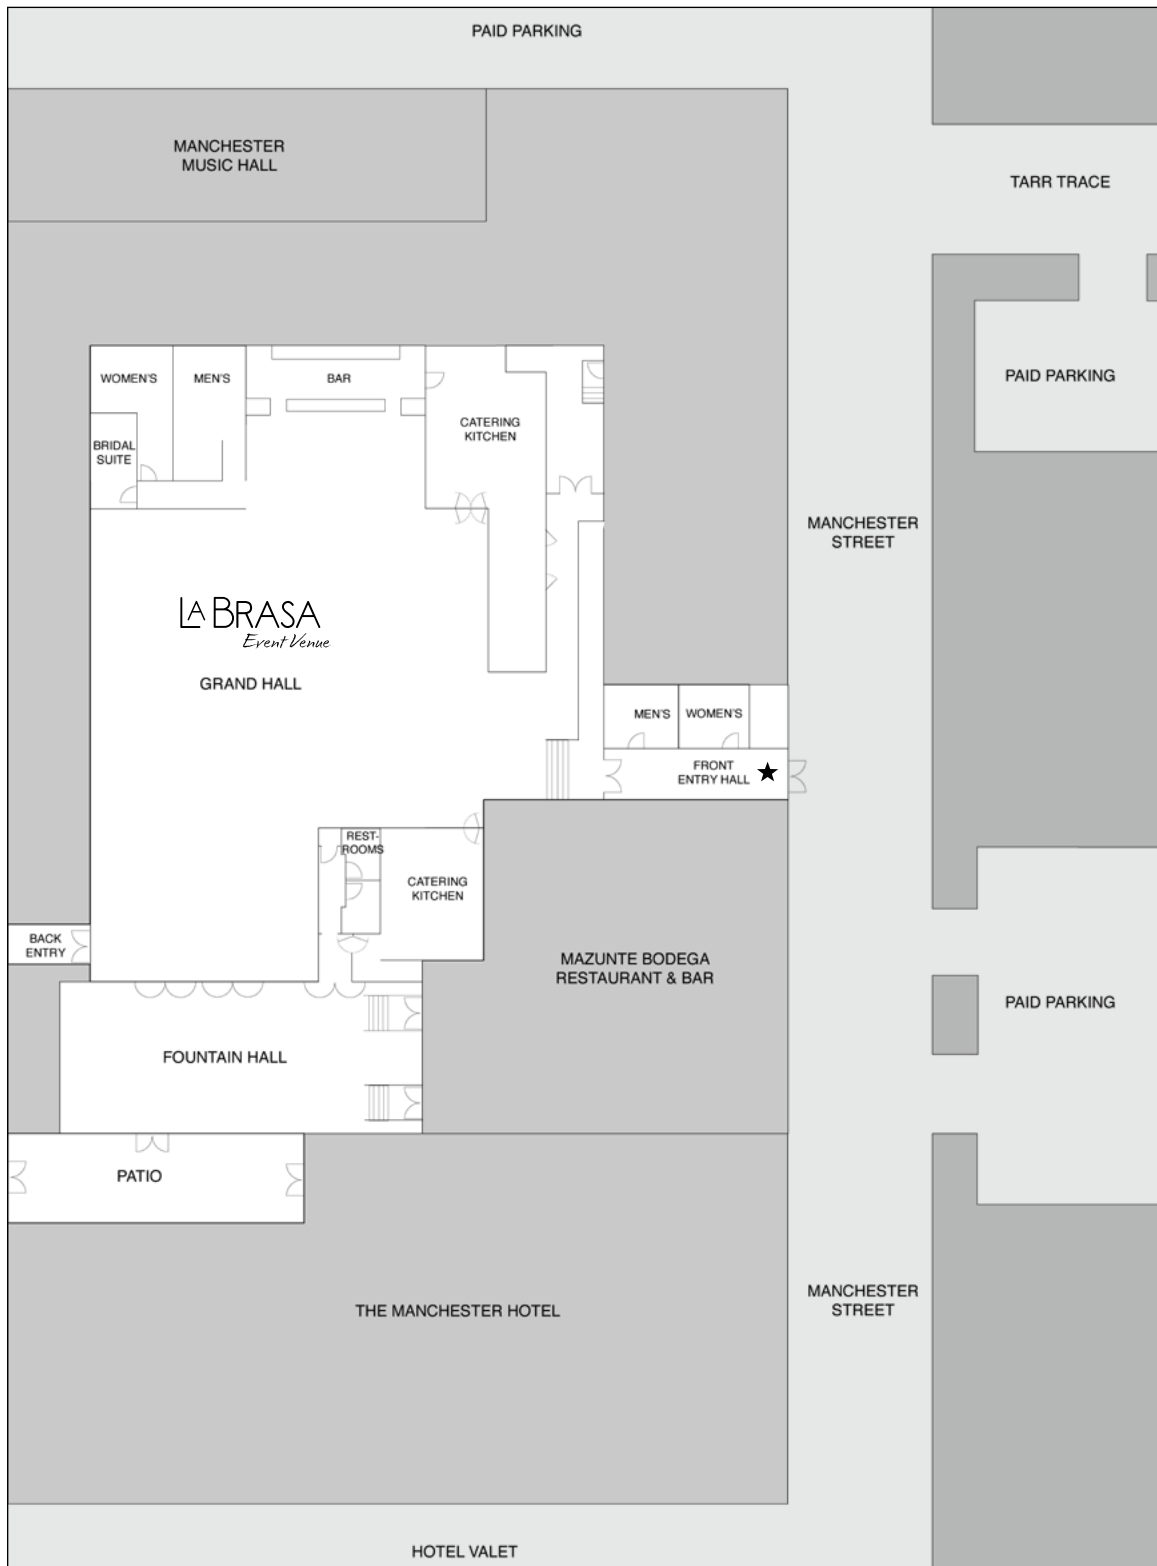 PAID PARKING
MANCHESTER
MUSIC HALL
TARR TRACE
WOMEN'S
MEN'S
BAR
PAID PARKING
CATERING
KITCHEN
BRIDAL
SUITE
MANCHESTER
STREET
LA BRASA
Event Venue
GRAND HALL
MEN'S
WOMEN'S
FRONT
ENTRY HALL
REST-
ROOMS
CATERING
KITCHEN
BACK
ENTRY
MAZUNTE BODEGA
RESTAURANT & BAR
PAID PARKING
FOUNTAIN HALL
PATIO
MANCHESTER
STREET
THE MANCHESTER HOTEL
HOTEL VALET